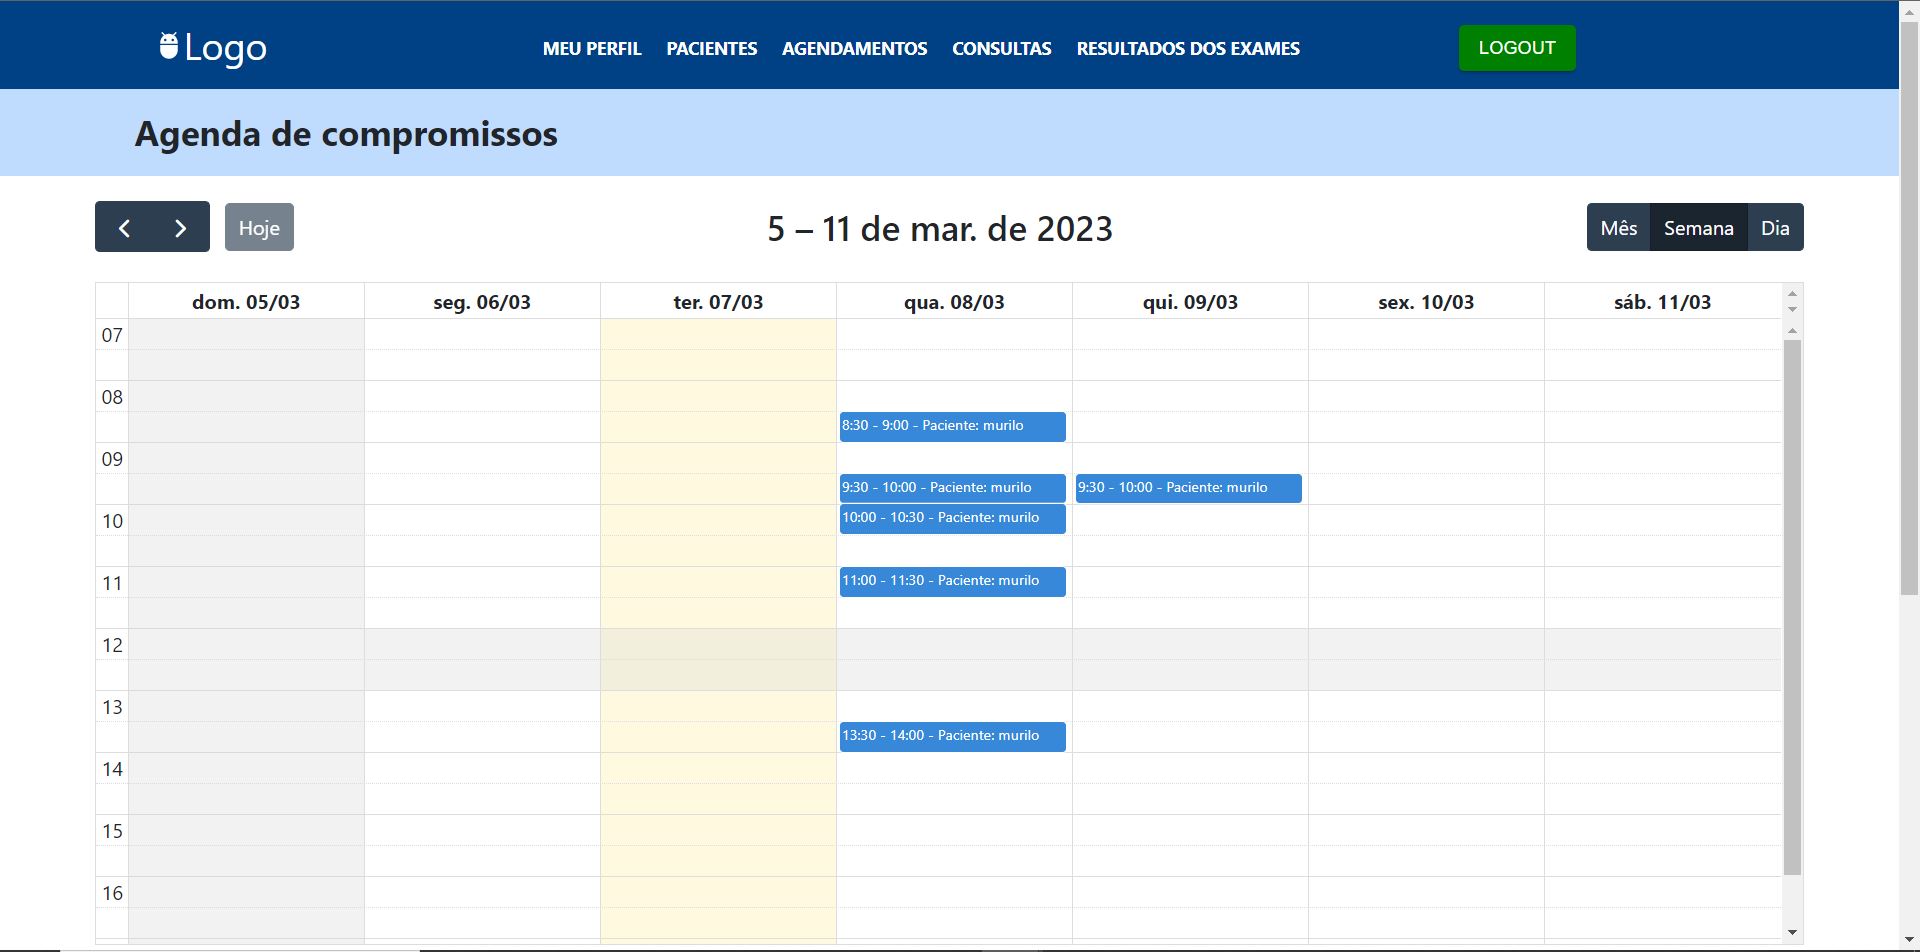 Logo
MEU PERFIL PACIENTES AGENDAMENTOS CONSULTAS RESULTADOS DOS EXAMES
LOGOUT
Agenda de compromissos
Hoje
5 – 11 de mar. de 2023
Mês Semana Dia
dom. 05/03 seg. 06/03 ter. 07/03 qua. 08/03 qui. 09/03 sex. 10/03 sáb. 11/03
07
08
8:30 - 9:00 - Paciente: murilo
09
9:30 - 10:00 - Paciente: murilo 9:30 - 10:00 - Paciente: murilo
10 10:00 - 10:30 - Paciente: murilo
11 11:00 - 11:30 - Paciente: murilo
12
13
13:30 - 14:00 - Paciente: murilo
14
15
16